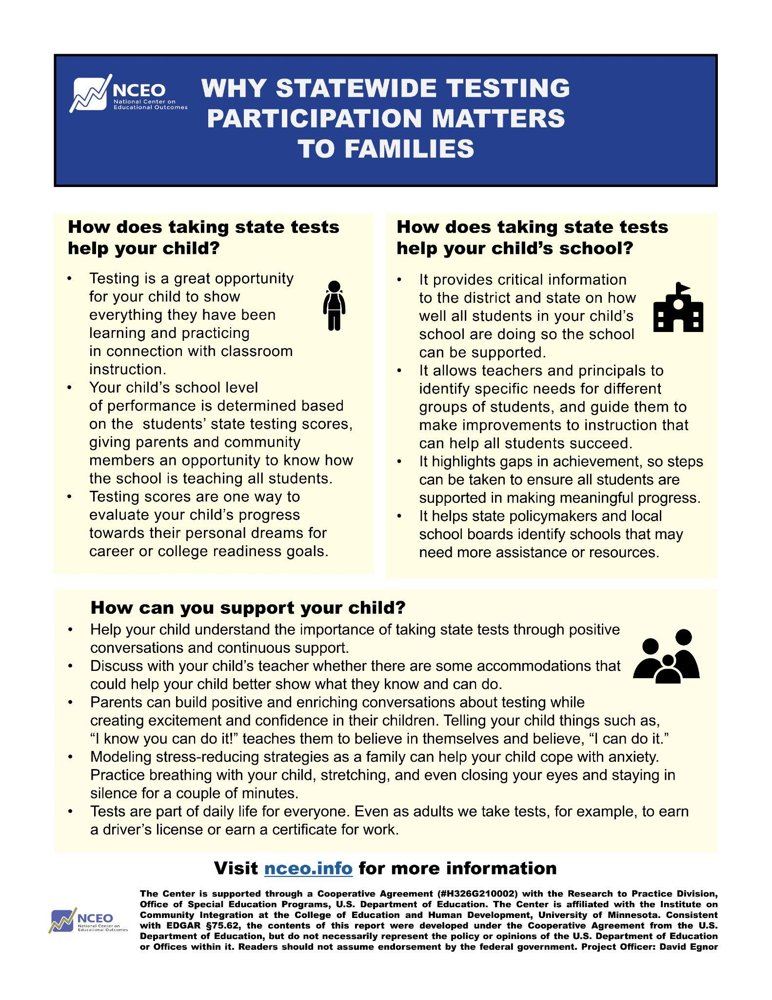 NCEO
National Center on
Educational Outcomes
WHY STATEWIDE TESTING
PARTICIPATION MATTERS
TO FAMILIES
How does taking state tests
help your child?
• Testing is a great opportunity
for your child to show
everything they have been
learning and practicing
in connection with classroom
instruction.
• Your child’s school level
of performance is determined based
on the  students’ state testing scores,
giving parents and community
members an opportunity to know how
the school is teaching all students.
• Testing scores are one way to
evaluate your child’s progress
towards their personal dreams for
career or college readiness goals.
How does taking state tests
help your child’s school?
• It provides critical information
to the district and state on how
well all students in your child’s
school are doing so the school
can be supported.
• It allows teachers and principals to
identify specific needs for different
groups of students, and guide them to
make improvements to instruction that
can help all students succeed.
• It highlights gaps in achievement, so steps
can be taken to ensure all students are
supported in making meaningful progress.
• It helps state policymakers and local
school boards identify schools that may
need more assistance or resources.
How can you support your child?
• Help your child understand the importance of taking state tests through positive
conversations and continuous support.
• Discuss with your child’s teacher whether there are some accommodations that
could help your child better show what they know and can do.
• Parents can build positive and enriching conversations about testing while
creating excitement and confidence in their children. Telling your child things such as,
“I know you can do it!” teaches them to believe in themselves and believe, “I can do it.”
• Modeling stress-reducing strategies as a family can help your child cope with anxiety.
Practice breathing with your child, stretching, and even closing your eyes and staying in
silence for a couple of minutes.
• Tests are part of daily life for everyone. Even as adults we take tests, for example, to earn
a driver’s license or earn a certificate for work.
Visit nceo.info for more information
NCEO
National Center on
Educational Outcomes
The Center is supported through a Cooperative Agreement (#H326G210002) with the Research to Practice Division,
Office of Special Education Programs, U.S. Department of Education. The Center is affiliated with the Institute on
Community Integration at the College of Education and Human Development, University of Minnesota. Consistent
with EDGAR §75.62, the contents of this report were developed under the Cooperative Agreement from the U.S.
Department of Education, but do not necessarily represent the policy or opinions of the U.S. Department of Education
or Offices within it. Readers should not assume endorsement by the federal government. Project Officer: David Egnor